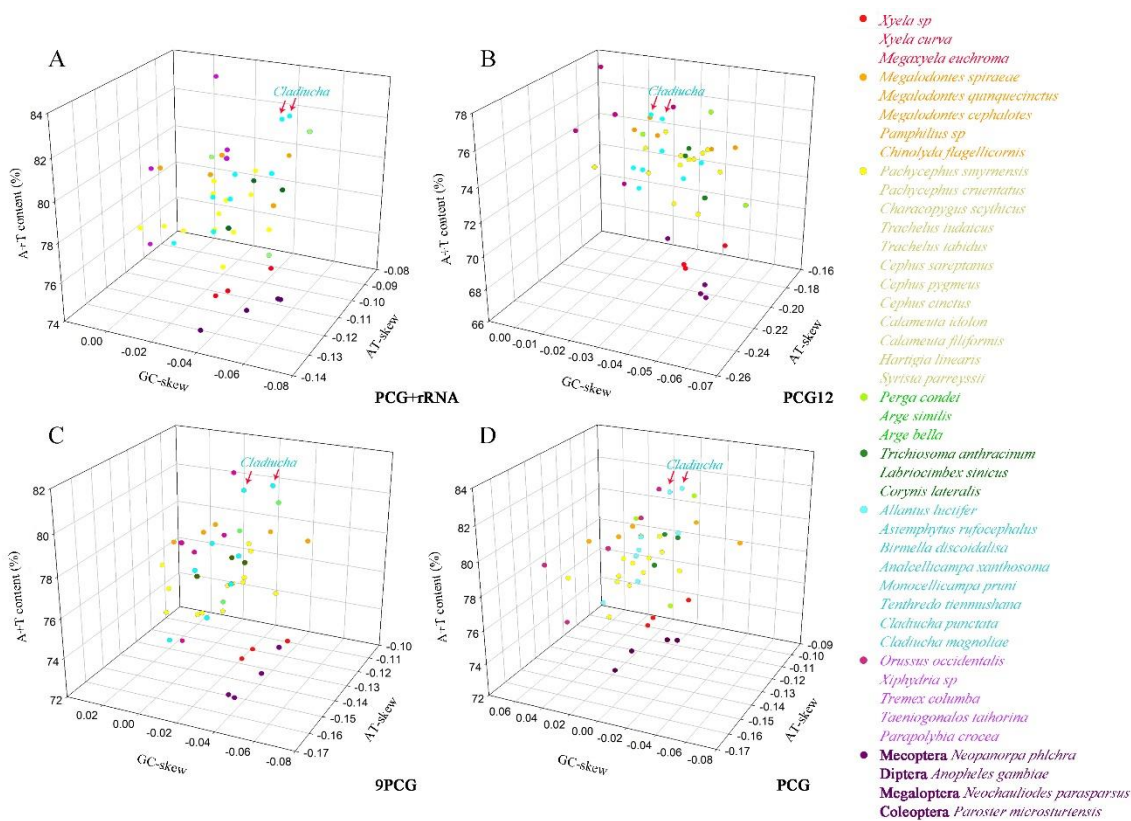 A
84
82
80
78
76
74
A+T content (%)
0.00
-0.02
-0.04
-0.06
-0.08
GC-skew
-0.08
-0.09
-0.10
-0.11
-0.12
-0.13
-0.14
AT-skew
Cladiucha
PCG+rRNA
B
78
76
74
72
70
68
66
A+T content (%)
0.00
-0.01
-0.02
-0.03
-0.04
-0.05
-0.06
-0.07
GC-skew
-0.16
-0.18
-0.20
-0.22
-0.24
-0.26
AT-skew
Cladiucha
PCG12
C
82
80
78
76
74
72
A+T content (%)
0.02
0.00
-0.02
-0.04
-0.06
-0.08
GC-skew
-0.10
-0.11
-0.12
-0.13
-0.14
-0.15
-0.16
-0.17
AT-skew
Cladiucha
9PCG
D
84
82
80
78
76
74
72
A+T content (%)
0.06
0.04
0.02
0.00
-0.02
-0.04
-0.06
-0.08
GC-skew
-0.09
-0.10
-0.11
-0.12
-0.13
-0.14
-0.15
-0.16
-0.17
AT-skew
Cladiucha
PCG
Xyela sp
Xyela curva
Megaxyela euchroma
Megalodontes spiraeae
Megalodontes qunquecinctus
Megalodontes cephalotes
Pamphilius sp
Chinolyda flagellicornis
Pachycephus smyrnensis
Pachycephus cruentatus
Characopygus scythicus
Trachelus iudaicus
Trachelus tabidus
Cephus sareptanus
Cephus pygmeus
Cephus cinctus
Calameuta idolon
Calameuta filiformis
Hartigia linearis
Syrista parreyssii
Perga condei
Arge similis
Arge bella
Trichiosoma anthracinum
Labriocimbex sinicus
Corynis lateralis
Allantus luctifer
Asiemphytus rufocephalus
Birmella discoidalisa
Analcellicampa xanthosoma
Monocellicampa pruni
Tenthredo tienmushana
Cladiucha punctata
Cladiucha magnoliae
Orussus occidentalis
Xiphydria sp
Tremex columba
Taeniogonalos taihorina
Parapolybia crocea
Mecoptera Neopanorpa phlchra
Diptera Anopheles gambiae
Megaloptera Neochauliodes parasparsus
Coleoptera Paroster microsturtensis